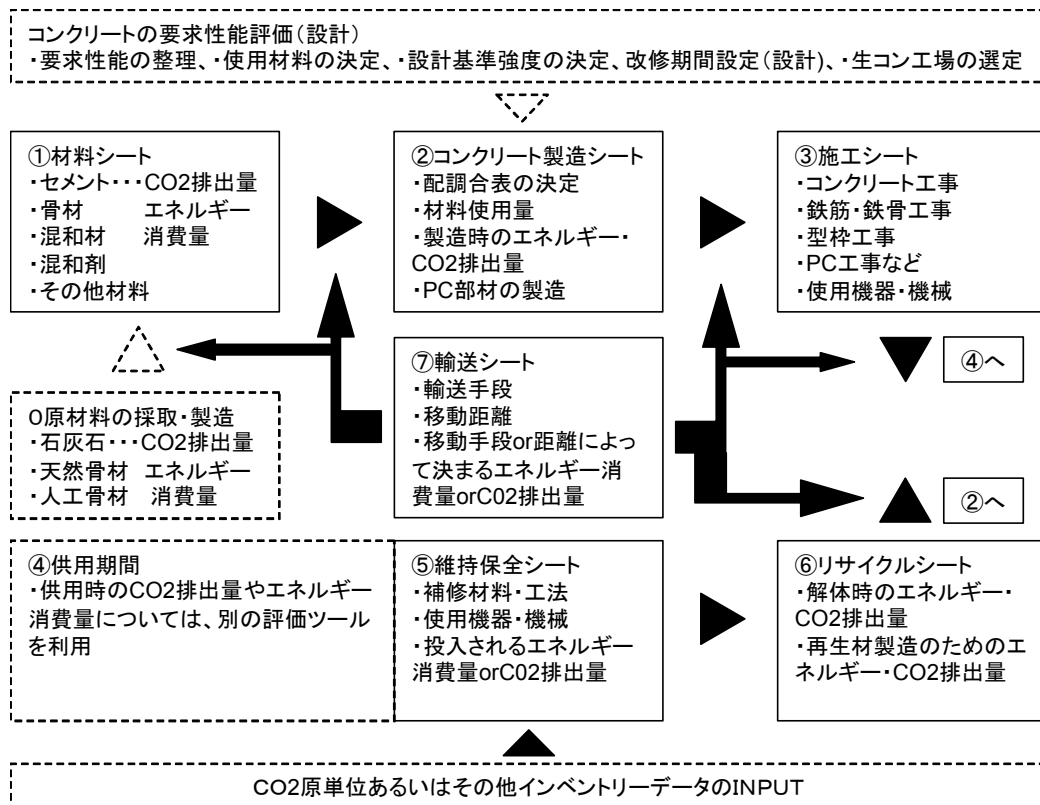 コンクリートの要求性能評価(設計)
・要求性能の整理、・使用材料の決定、・設計基準強度の決定、改修期間設定(設計)、・生コン工場の選定
①材料シート
・セメント・・・CO2排出量
・骨材　　　エネルギー
・混和材　　消費量
・混和剤
・その他材料
②コンクリート製造シート
・配調合表の決定
・材料使用量
・製造時のエネルギー・
CO2排出量
・PC部材の製造
③施工シート
・コンクリート工事
・鉄筋・鉄骨工事
・型枠工事
・PC工事など
・使用機器・機械
0原材料の採取・製造
・石灰石・・・CO2排出量
・天然骨材　エネルギー
・人工骨材　消費量
⑦輸送シート
・輸送手段
・移動距離
・移動手段or距離によっ
て決まるエネルギー消
費量orC02排出量
④へ
②へ
④供用期間
・供用時のCO2排出量やエネルギー
消費量については、別の評価ツール
を利用
⑤維持保全シート
・補修材料・工法
・使用機器・機械
・投入されるエネルギー
消費量orC02排出量
⑥リサイクルシート
・解体時のエネルギー・
CO2排出量
・再生材製造のためのエ
ネルギー・CO2排出量
CO2原単位あるいはその他インベントリーデータのINPUT